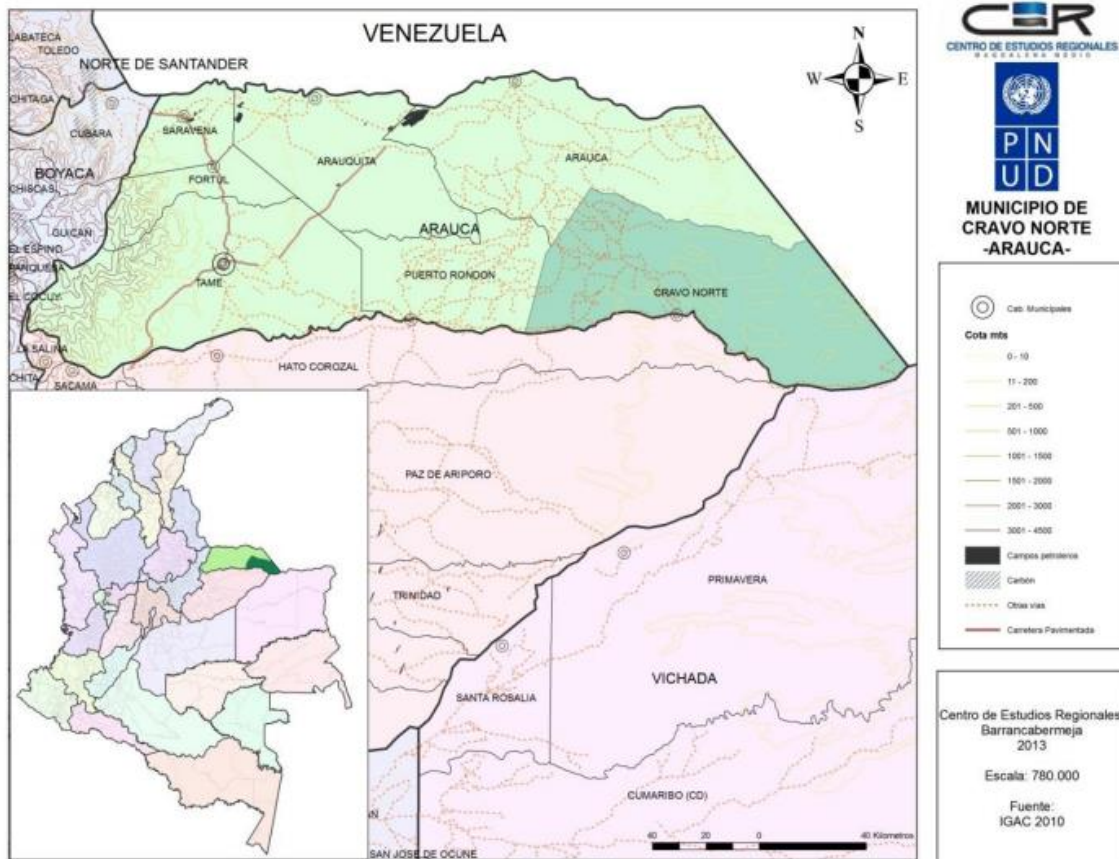 VENEZUELA
LABATECA
TOLEDO
NORTE DE SANTANDER
CHITAGA
CUBARA
SARAVENA
ARAUQUITA
ARAUCA
BOYACA
FORTUL
CHISCAS
GUICAN
ARAUCA
EL ESPINO
PANQUEBA
TAME
PUERTO RONDON
CRAVO NORTE
EL COCUY
LA SALINA
HATO COROZAL
CHITA
SACAMA
PAZ DE ARIPORO
TRINIDAD
PRIMAVERA
SANTA ROSALIA
VICHADA
CUMARIBO (CD)
SAN JOSE DE OCUNE
40 20 0 40 Kilometros
N
W E
S
CER
CENTRO DE ESTUDIOS REGIONALES
MAGDALENA MEDIO
P N
U D
MUNICIPIO DE
CRAVO NORTE
-ARAUCA-
Cab. Municipales
Cota mts
0 - 10
11 - 200
201 - 500
501 - 1000
1001 - 1500
1501 - 2000
2001 - 3000
3001 - 4500
Campos petroleros
Carbón
Otras vias
Carretera Pavimentada
Centro de Estudios Regionales
Barrancabermeja
2013
Escala: 780.000
Fuente:
IGAC 2010